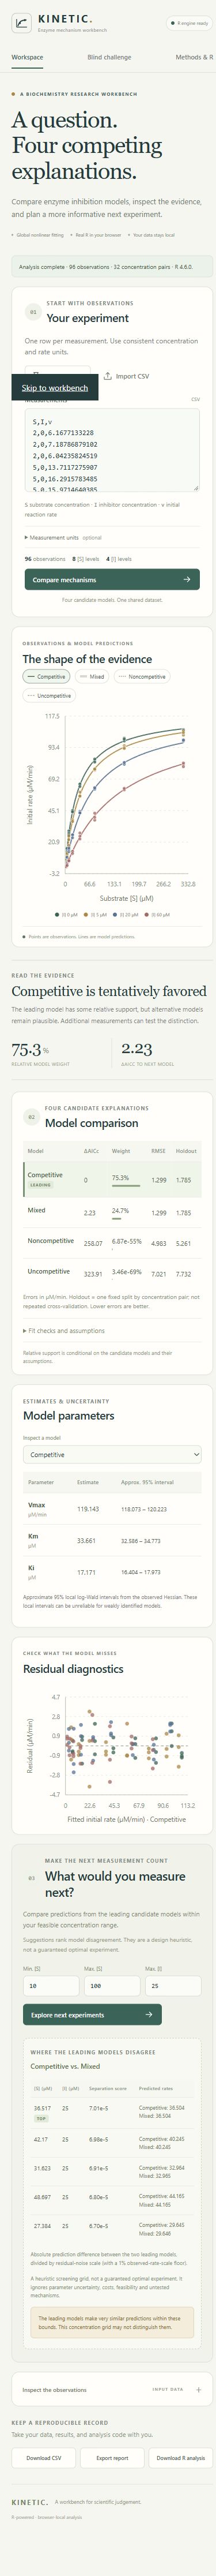 KINETIC.
Enzyme mechanism workbench
R engine ready
Workspace
Blind challenge
Methods & R
A BIOCHEMISTRY RESEARCH WORKBENCH
A question.
Four competing
explanations.
Compare enzyme inhibition models, inspect the evidence,
and plan a more informative next experiment.
Global nonlinear fitting
Real R in your browser
Your data stays local
Analysis complete · 96 observations · 32 concentration pairs · R 4.6.0.
01
START WITH OBSERVATIONS
Your experiment
One row per measurement. Use consistent concentration
and rate units.
Import CSV
Skip to workbench
Measurements
CSV
S,I,v
2,0,6.1677133228
2,0,7.18786879102
2,0,6.04235824519
5,0,13.7117275907
5,0,16.2915783485
5,0,15.9714640385
S substrate concentration · I inhibitor concentration · v initial
reaction rate
Measurement units optional
96 observations 8 [S] levels 4 [I] levels
Compare mechanisms
Four candidate models. One shared dataset.
OBSERVATIONS & MODEL PREDICTIONS
The shape of the evidence
Competitive
Mixed
Noncompetitive
Uncompetitive
117.5
93.4
69.2
45.1
20.9
-3.2
Initial rate (μM/min)
0 66.6 133.1 199.7 266.2 332.8
Substrate [S] (μM)
[I] 0 μM
[I] 5 μM
[I] 20 μM
[I] 60 μM
Points are observations. Lines are model predictions.
READ THE EVIDENCE
Competitive is tentatively favored
The leading model has some relative support, but alternative models
remain plausible. Additional measurements can test the distinction.
75.3 %
RELATIVE MODEL WEIGHT
2.23
ΔAICC TO NEXT MODEL
02
FOUR CANDIDATE EXPLANATIONS
Model comparison
Model ΔAICc Weight RMSE Holdout
Competitive 0 75.3% 1.299 1.785
LEADING
Mixed 2.23 24.7% 1.299 1.785
Noncompetitive 258.07 6.87e-55% 4.983 5.261
Uncompetitive 323.91 3.46e-69% 7.021 7.732
Errors in μM/min. Holdout = one fixed split by concentration pair; not
repeated cross-validation. Lower errors are better.
Fit checks and assumptions
Relative support is conditional on the candidate models and their
assumptions.
ESTIMATES & UNCERTAINTY
Model parameters
Inspect a model
Competitive
Parameter Estimate Approx. 95% interval
Vmax 119.143 118.073 – 120.223
μM/min
Km 33.661 32.586 – 34.773
μM
Ki 17.171 16.404 – 17.973
μM
Approximate 95% local log-Wald intervals from the observed Hessian. These
local intervals can be unreliable for weakly identified models.
CHECK WHAT THE MODEL MISSES
Residual diagnostics
4.7
2.8
0.9
-0.9
-2.8
-4.7
Residual (μM/min)
0 22.6 45.3 67.9 90.6 113.2
Fitted initial rate (μM/min) · Competitive
03
MAKE THE NEXT MEASUREMENT COUNT
What would you measure
next?
Compare predictions from the leading candidate models within
your feasible concentration range.
Suggestions rank model disagreement. They are a design heuristic,
not a guaranteed optimal experiment.
Min. [S]
Max. [S]
Max. [I]
10
100
25
Explore next experiments
WHERE THE LEADING MODELS DISAGREE
Competitive vs. Mixed
[S] (μM) [I] (μM) Separation score Predicted rates
36.517 25 7.01e-5 Competitive: 36.504
TOP Mixed: 36.504
42.17 25 6.98e-5 Competitive: 40.245
Mixed: 40.245
31.623 25 6.91e-5 Competitive: 32.964
Mixed: 32.965
48.697 25 6.80e-5 Competitive: 44.165
Mixed: 44.165
27.384 25 6.70e-5 Competitive: 29.645
Mixed: 29.646
Absolute prediction difference between the two leading models,
divided by residual-noise scale (with a 1% observed-rate-scale floor).
A heuristic screening grid, not a guaranteed optimal experiment; it
ignores parameter uncertainty, costs, feasibility and untested
mechanisms.
The leading models make very similar predictions within these
bounds. This concentration grid may not distinguish them.
Inspect the observations
INPUT DATA +
KEEP A REPRODUCIBLE RECORD
Take your data, results, and analysis code with you.
Download CSV
Export report
Download R analysis
KINETIC.
A workbench for scientific judgement.
R-powered · browser-local analysis